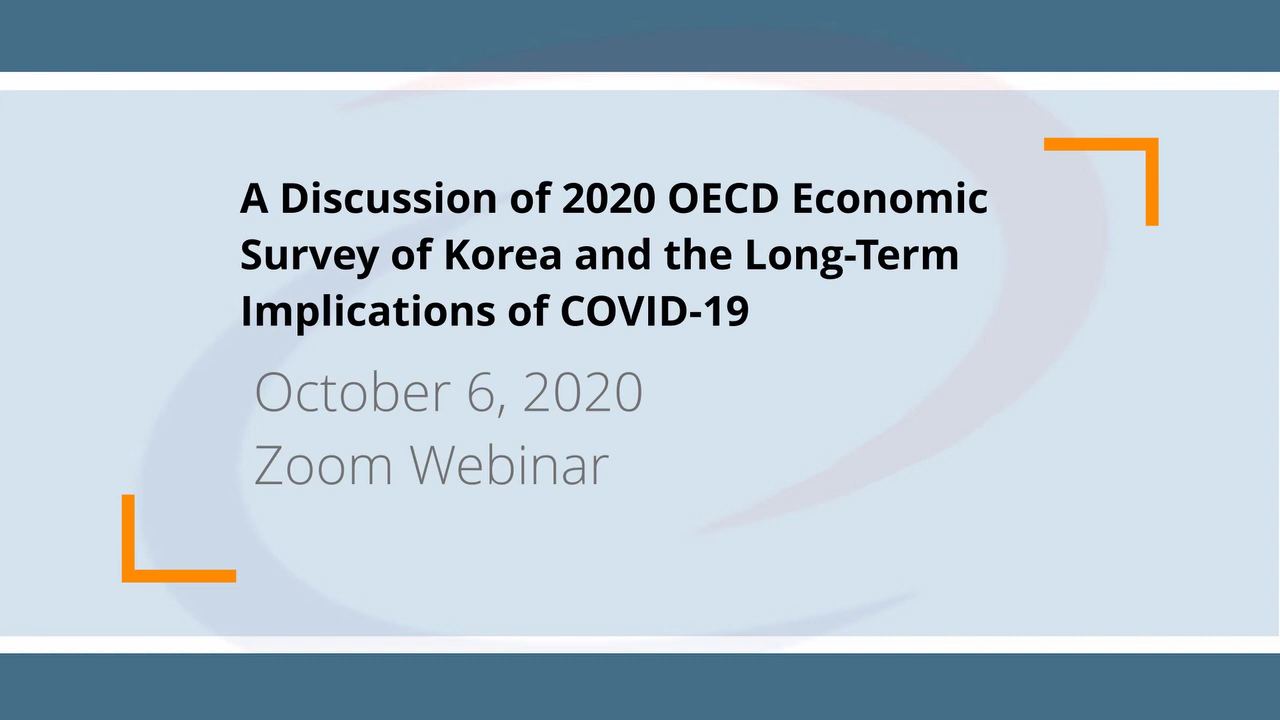 A Discussion of 2020 OECD Economic
Survey of Korea and the Long-Term
Implications of COVID-19
October 6, 2020
Zoom Webinar